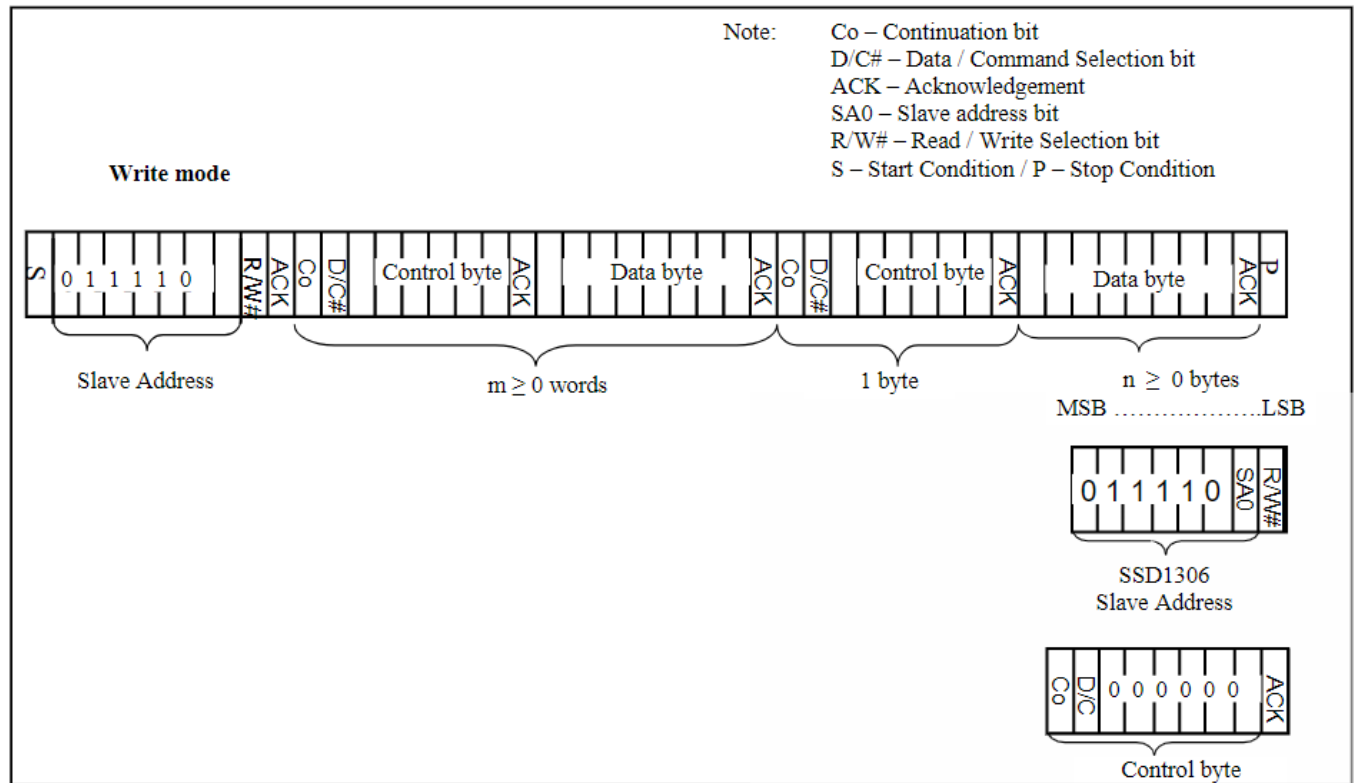 Note: Co – Continuation bit
D/C# – Data / Command Selection bit
ACK – Acknowledgement
SA0 – Slave address bit
R/W# – Read / Write Selection bit
S – Start Condition / P – Stop Condition
Write mode
S 0 1 1 1 1 0 R/W# ACK Co D/C# Control byte ACK Data byte ACK Co D/C# Control byte ACK Data byte ACK P
Slave Address m ≥ 0 words 1 byte n ≥ 0 bytes
MSB ………………….LSB
0 1 1 1 1 0 SA0 R/W#
SSD1306
Slave Address
Co D/C 0 0 0 0 0 0 ACK
Control byte